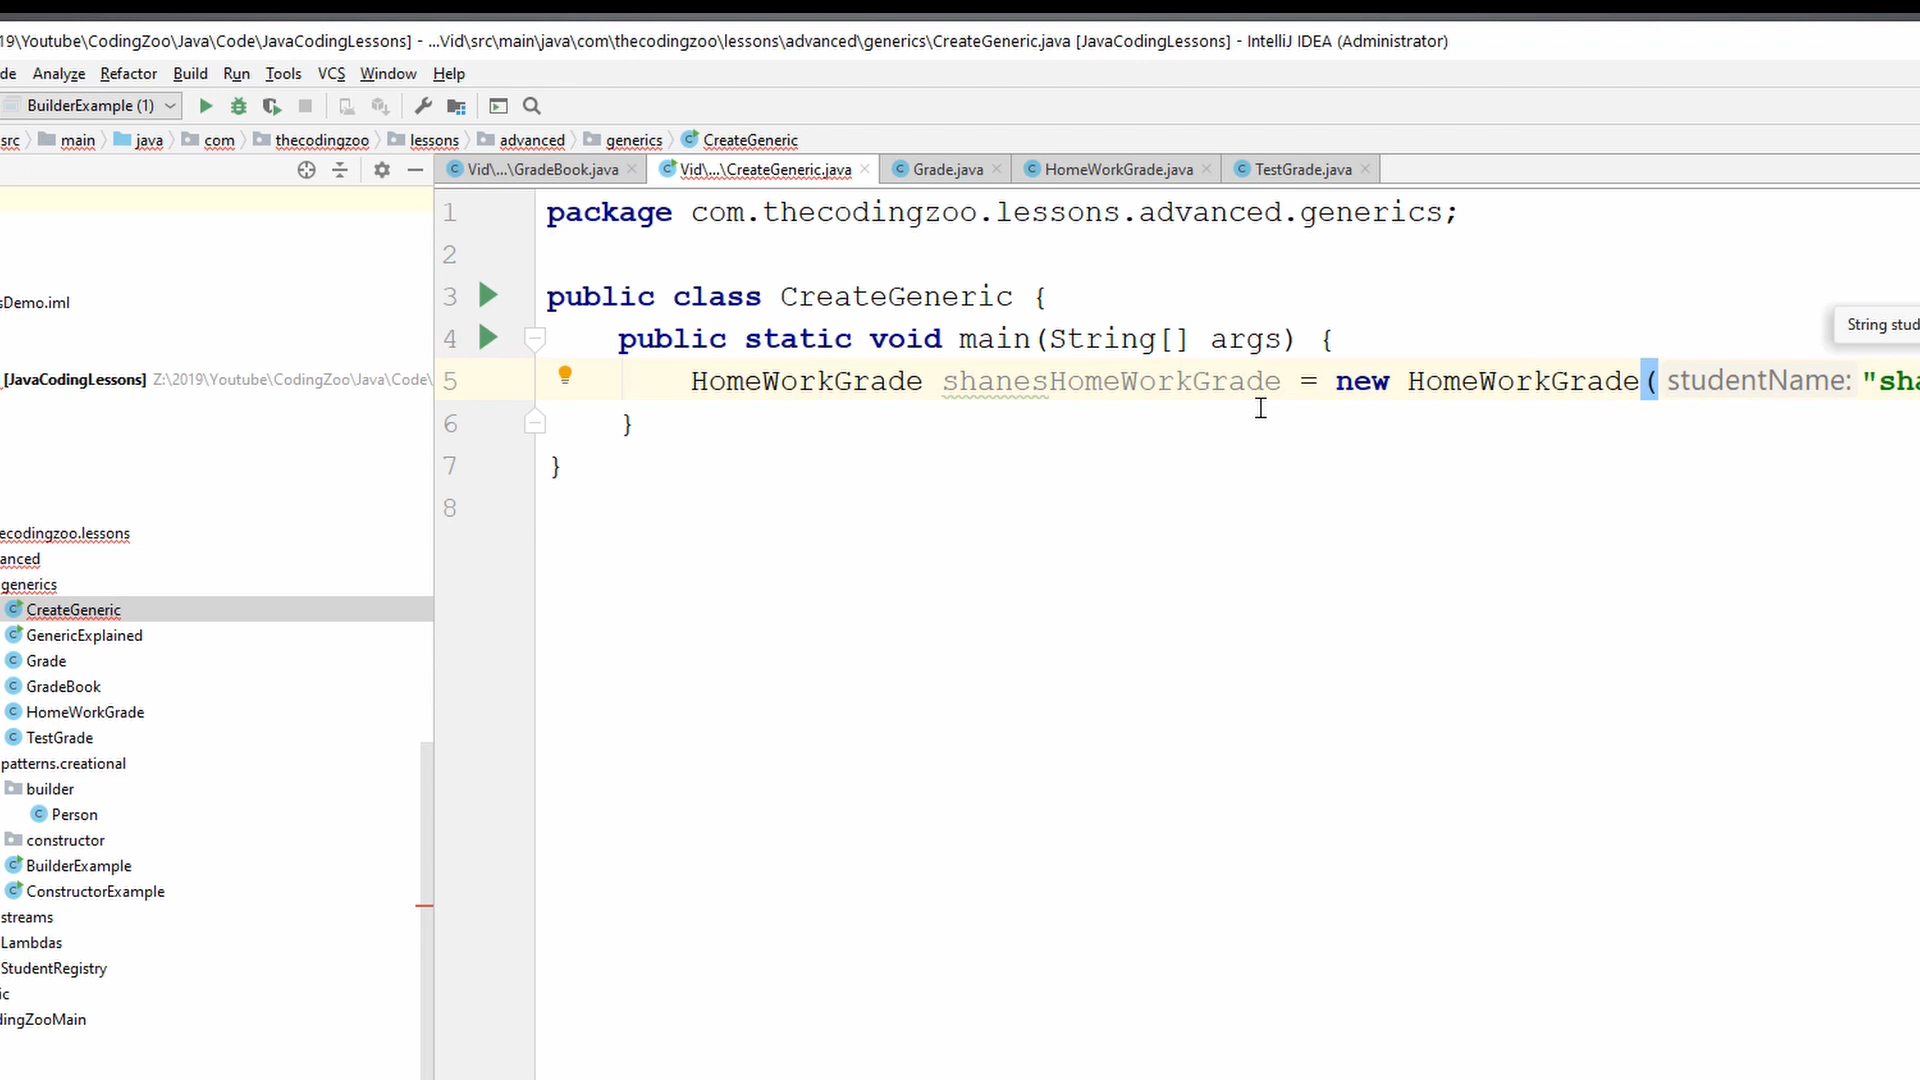 19\Youtube\CodingZoo\Java\Code\JavaCodingLessons] - ...Vid\src\main\java\com\thecodingzoo\lessons\advanced\generics\CreateGeneric.java [JavaCodingLessons] - IntelliJ IDEA (Administrator)
de Analyze Refactor Build Run Tools VCS Window Help
BuilderExample (1)
src main java com thecodingzoo lessons advanced generics CreateGeneric
Vid\...\GradeBook.java Vid\...\CreateGeneric.java Grade.java HomeWorkGrade.java TestGrade.java
1 package com.thecodingzoo.lessons.advanced.generics;
2
3 public class CreateGeneric {
4 public static void main(String[] args) {
5 HomeWorkGrade shanesHomeWorkGrade = new HomeWorkGrade( studentName: "sha
6 }
7 }
8
String stud
sDemo.iml
[JavaCodingLessons] Z:\2019\Youtube\CodingZoo\Java\Code\
ecodingzoo.lessons
anced
generics
CreateGeneric
GenericExplained
Grade
GradeBook
HomeWorkGrade
TestGrade
patterns.creational
builder
Person
constructor
BuilderExample
ConstructorExample
streams
Lambdas
StudentRegistry
ic
dingZooMain